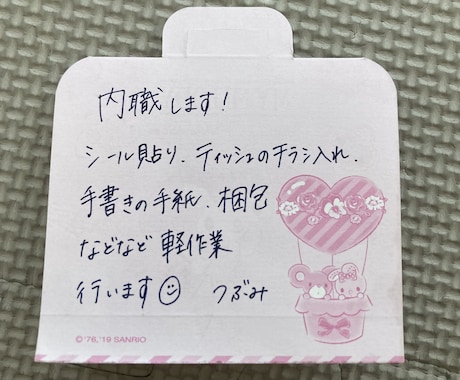 内職します!
シール貼り、ティッシュのチラシ入れ、
手書きの手紙、梱包
などなど軽作業
行います☺ つぶみ
©'76,'19 SANRIO